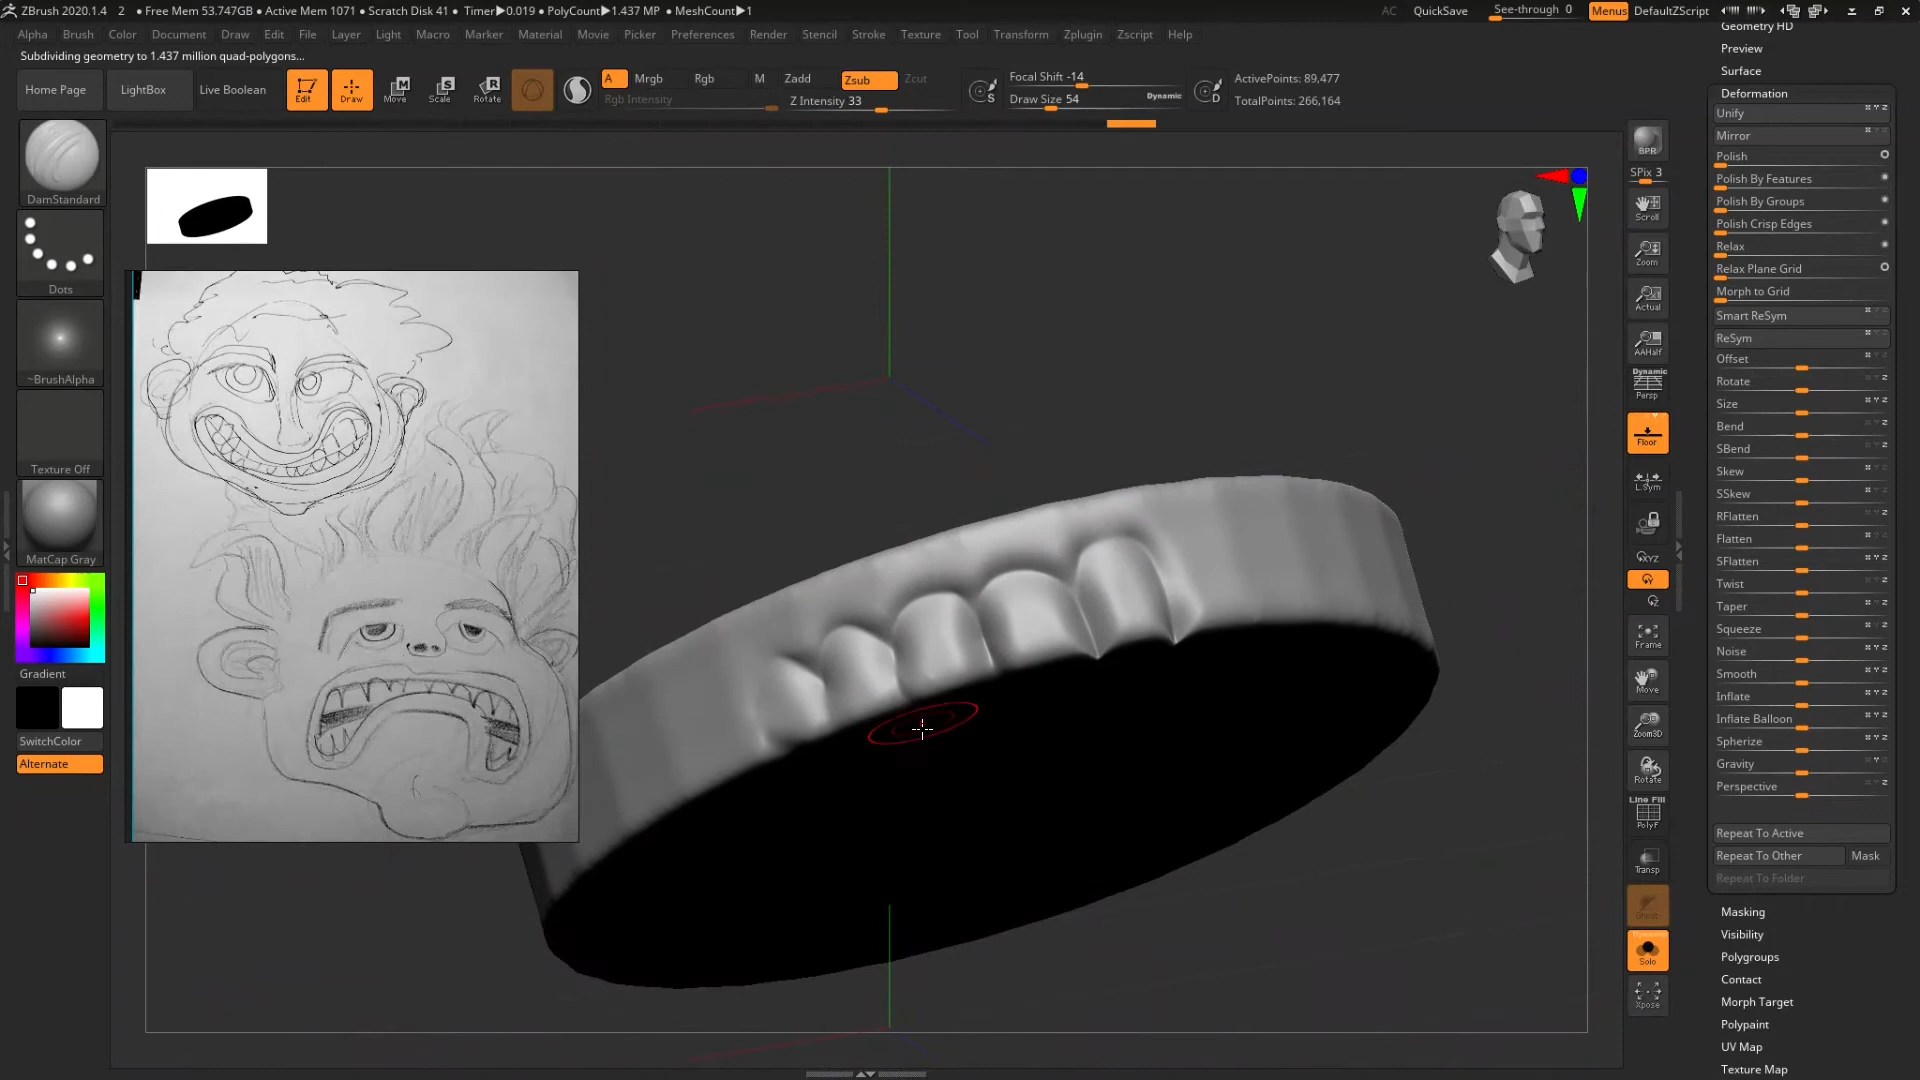 ZBrush 2020.1.4 2 ● Free Mem 53.747GB ● Active Mem 1071 ● Scratch Disk 41 ● Timer▶0.019 ● PolyCount▶1.437 MP ● MeshCount▶1 AC QuickSave See-through 0 Menus DefaultZScript
Alpha Brush Color Document Draw Edit File Layer Light Macro Marker Material Movie Picker Preferences Render Stencil Stroke Texture Tool Transform Zplugin Zscript Help
Subdividing geometry to 1.437 million quad-polygons...
Home Page LightBox Live Boolean Edit Draw Move Scale Rotate
A Mrgb Rgb M Zadd Zsub Zcut
Rgb Intensity Z Intensity 33
S Focal Shift -14
Draw Size 54 Dynamic D
ActivePoints: 89,477
TotalPoints: 266,164
DamStandard
Dots
~BrushAlpha
Texture Off
MatCap Gray
Gradient
SwitchColor
Alternate
BPR
SPix 3
Scroll
Zoom
Actual
AAHalf
Dynamic
Persp
Floor
L.Sym
XYZ
Y
Z
Frame
Move
Zoom3D
Rotate
Line Fill
PolyF
Transp
Ghost
Dynamic
Solo
Xpose
Geometry HD
Preview
Surface
Deformation
Unify
Mirror
Polish
Polish By Features
Polish By Groups
Polish Crisp Edges
Relax
Relax Plane Grid
Morph to Grid
Smart ReSym
ReSym
Offset
Rotate
Size
Bend
SBend
Skew
SSkew
RFlatten
Flatten
SFlatten
Twist
Taper
Squeeze
Noise
Smooth
Inflate
Inflate Balloon
Spherize
Gravity
Perspective
Repeat To Active
Repeat To Other Mask
Repeat To Folder
Masking
Visibility
Polygroups
Contact
Morph Target
Polypaint
UV Map
Texture Map